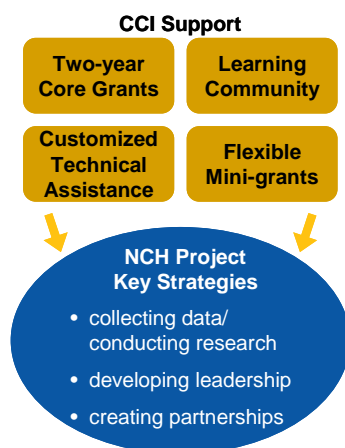 CCI Support
Two-year
Core Grants
Learning
Community
Customized
Technical
Assistance
Flexible
Mini-grants
NCH Project
Key Strategies
• collecting data/
conducting research
• developing leadership
• creating partnerships